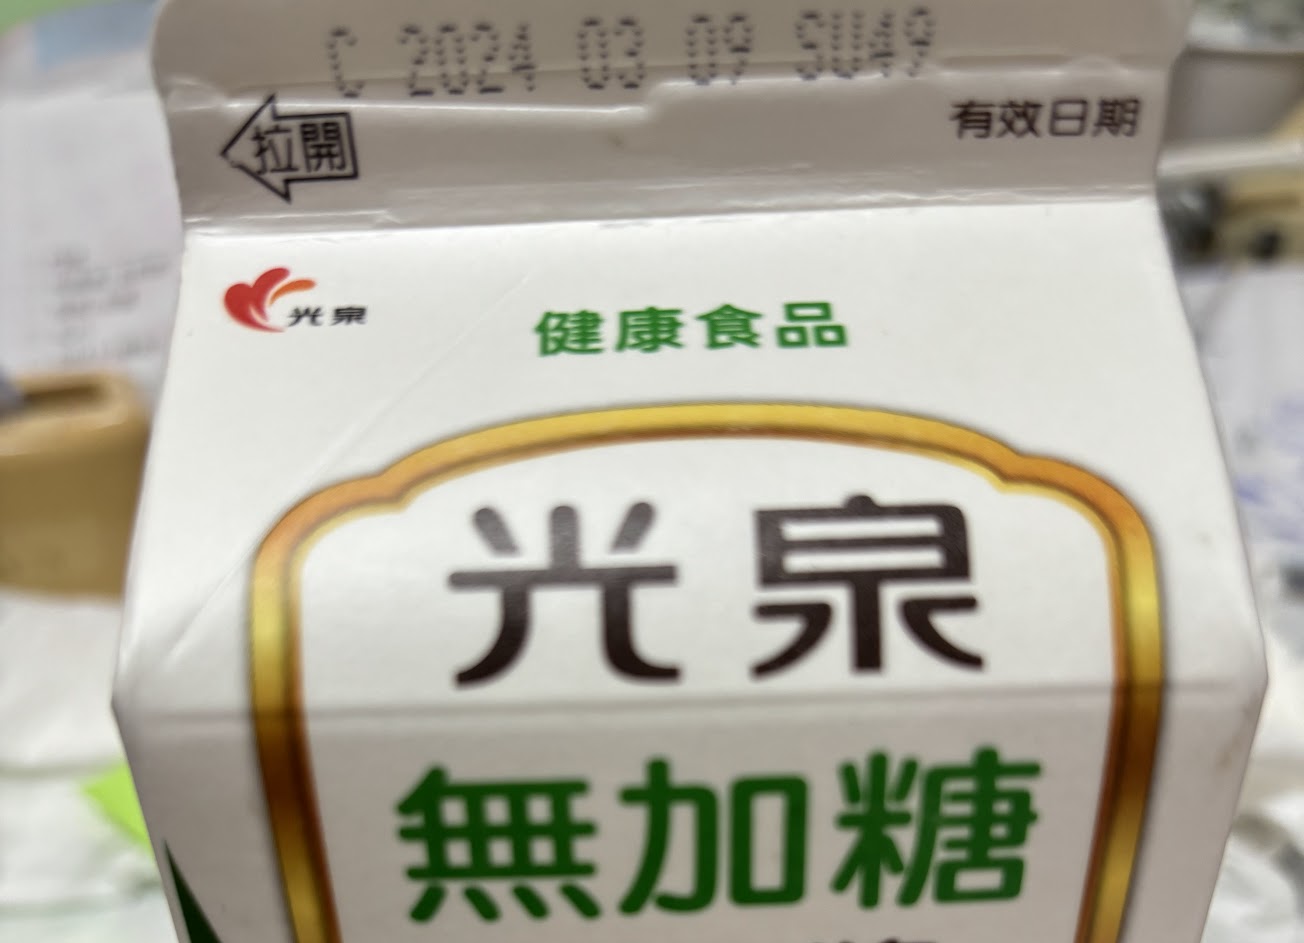 C 2024 03 09 SU49
拉開
有效日期
光泉
健康食品
光泉
無加糖